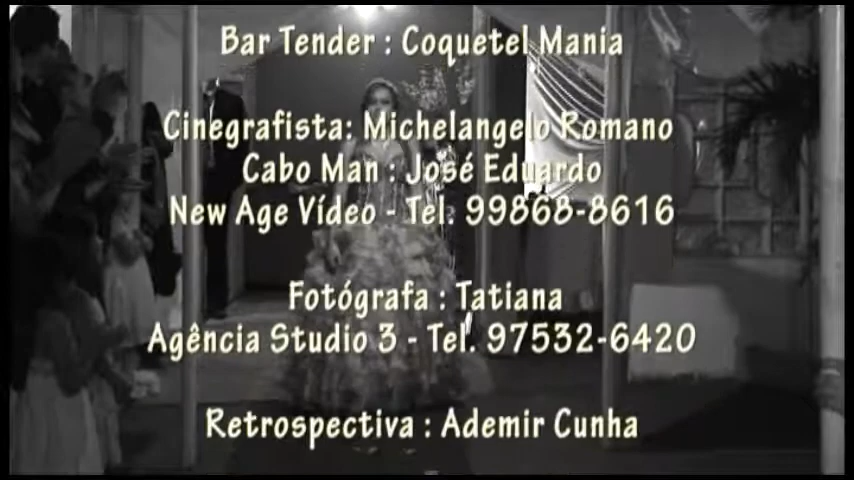 Bar Tender : Coquetel Mania
Cinegrafista: Michelangelo Romano
Cabo Man : José Eduardo
New Age Vídeo - Tel. 99868-8616
Fotógrafa : Tatiana
Agência Studio 3 - Tel. 97532-6420
Retrospectiva : Ademir Cunha